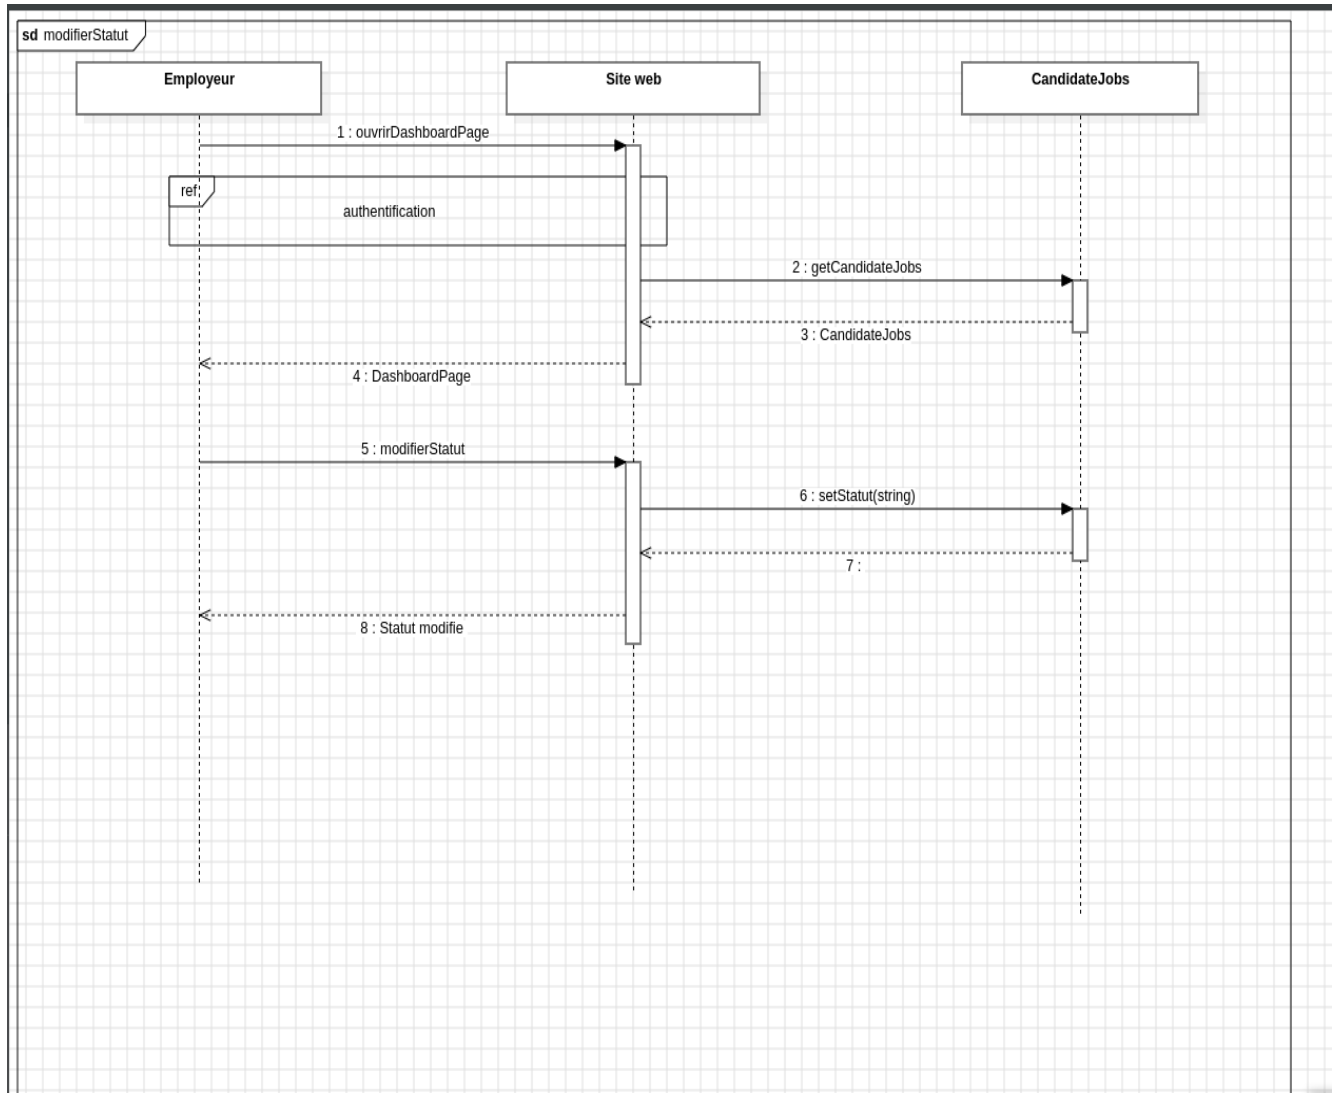 sd modifierStatut
Employeur
Site web
CandidateJobs
1 : ouvrirDashboardPage
ref
authentification
2 : getCandidateJobs
3 : CandidateJobs
4 : DashboardPage
5 : modifierStatut
6 : setStatut(string)
7 :
8 : Statut modifie